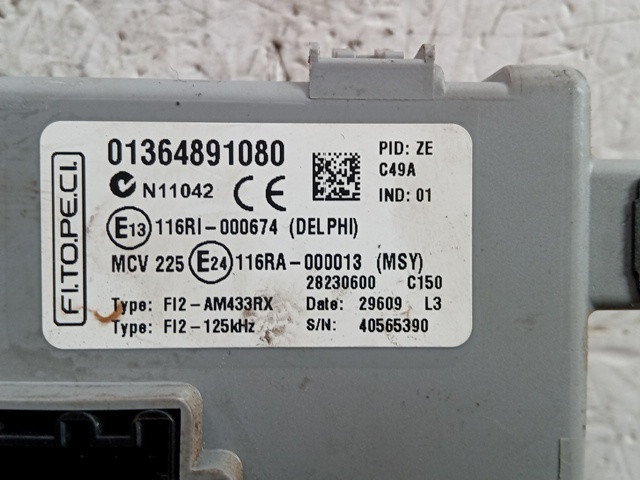 FI.TO.PE.CI.
01364891080
PID: ZE
C49A
N11042 CE
IND: 01
E13 116RI-000674 (DELPHI)
MCV 225 E24 116RA-000013 (MSY)
28230600 C150
Type: FI2-AM433RX Date: 29609 L3
Type: FI2-125kHz S/N: 40565390